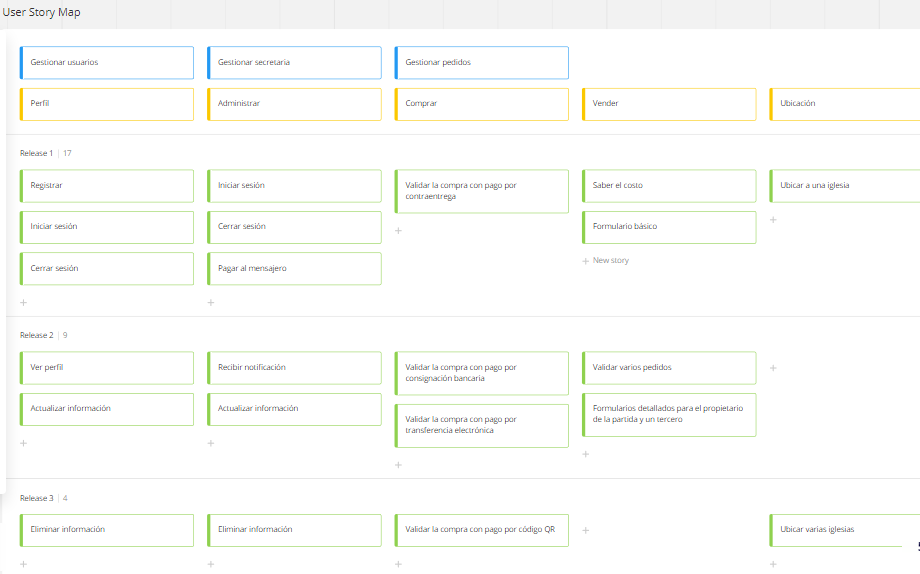 User Story Map
Gestionar usuarios
Gestionar secretaria
Gestionar pedidos
Perfil
Administrar
Comprar
Vender
Ubicación
Release 1 | 17
Registrar
Iniciar sesión
Validar la compra con pago por
contraentrega
Saber el costo
Ubicar a una iglesia
Iniciar sesión
Cerrar sesión
Formulario básico
Cerrar sesión
Pagar al mensajero
New story
Release 2 | 9
Ver perfil
Recibir notificación
Validar la compra con pago por
consignación bancaria
Validar varios pedidos
Actualizar información
Actualizar información
Validar la compra con pago por
transferencia electrónica
Formularios detallados para el propietario
de la partida y un tercero
Release 3 | 4
Eliminar información
Eliminar información
Validar la compra con pago por código QR
Ubicar varias iglesias